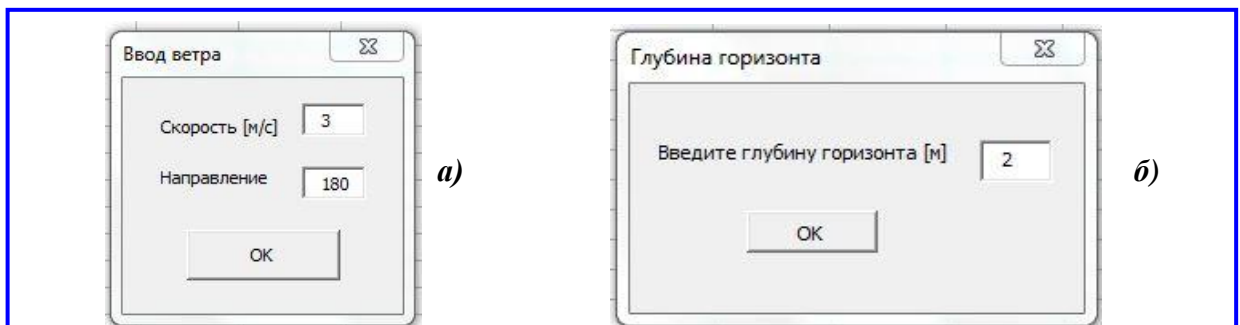 Ввод ветра
Скорость [м/с] 3
Направление 180
OK
а)
Глубина горизонта
Введите глубину горизонта [м] 2
OK
б)